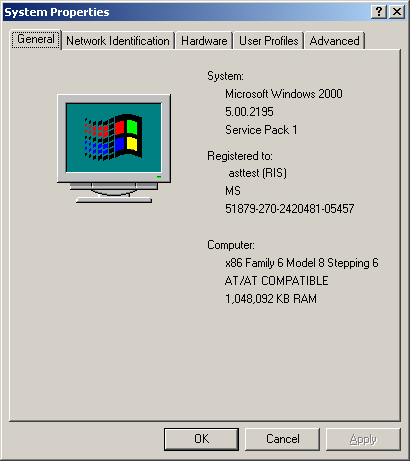 System Properties
General Network Identification Hardware User Profiles Advanced
System:
Microsoft Windows 2000
5.00.2195
Service Pack 1
Registered to:
asttest (RIS)
MS
51879-270-2420481-05457
Computer:
x86 Family 6 Model 8 Stepping 6
AT/AT COMPATIBLE
1,048,092 KB RAM
OK Cancel Apply